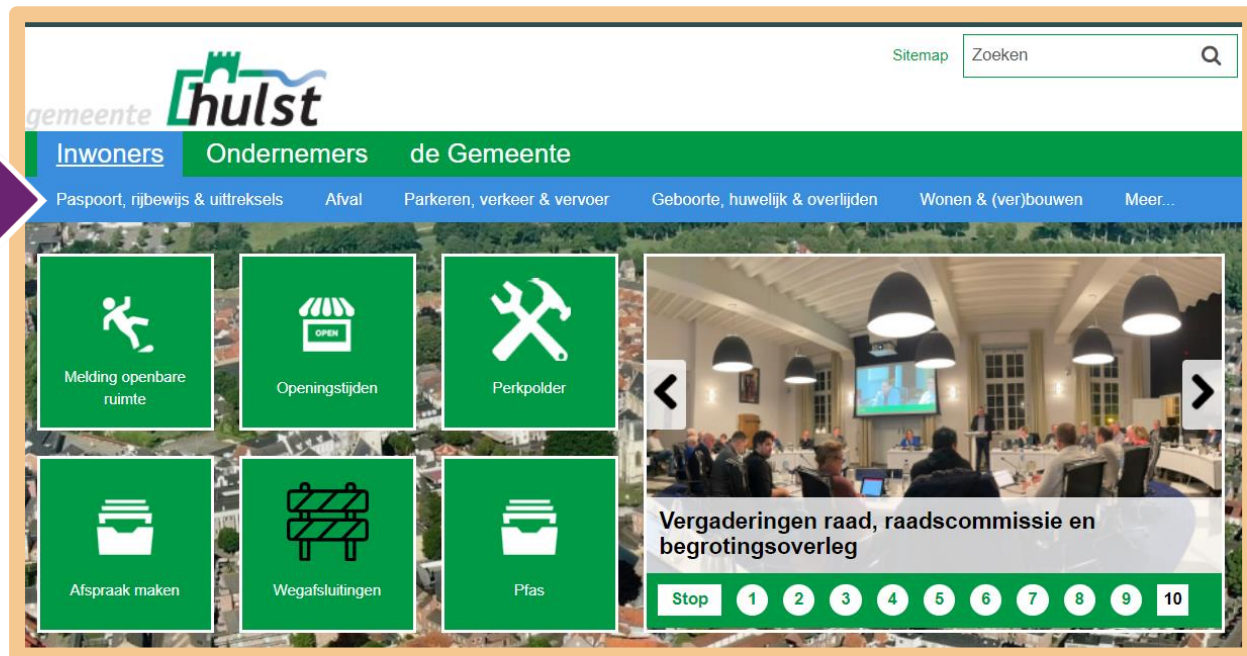 Sitemap
Zoeken
gemeente hulst
Inwoners Ondernemers de Gemeente
Paspoort, rijbewijs & uittreksels Afval Parkeren, verkeer & vervoer Geboorte, huwelijk & overlijden Wonen & (ver)bouwen Meer...
Melding openbare
ruimte
OPEN
Openingstijden
Perkpolder
Afspraak maken
Wegafsluitingen
Pfas
Vergaderingen raad, raadscommissie en
begrotingsoverleg
Stop 1 2 3 4 5 6 7 8 9 10